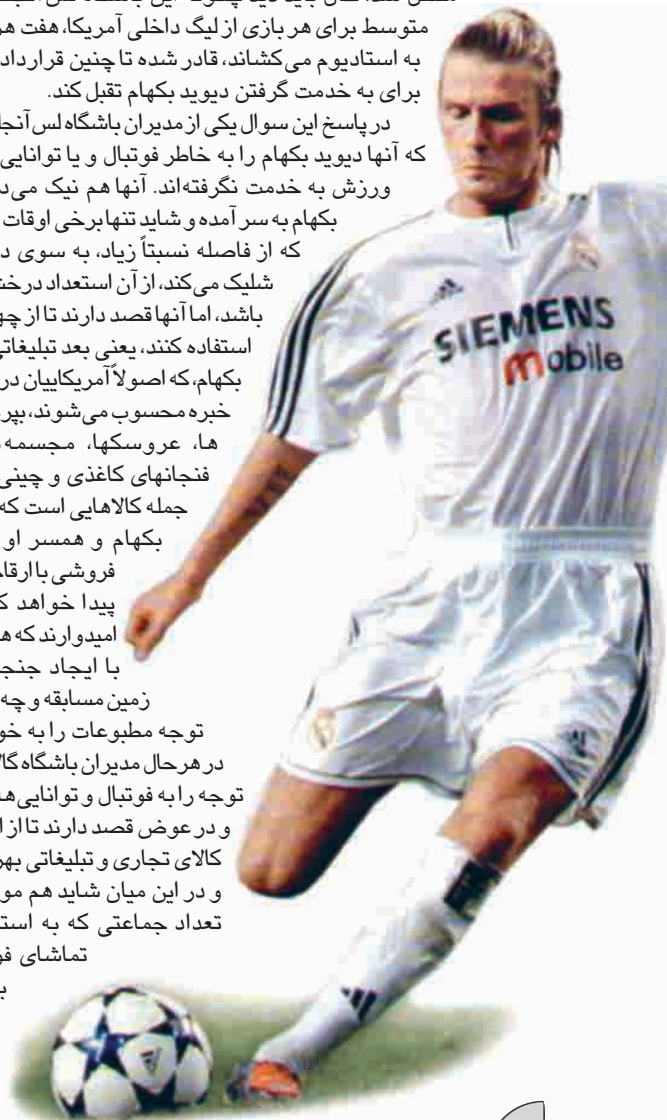 متوسط برای هر بازی از لیگ داخلی آمریکا، هفت هز
به استادیوم می‌کشاند، قادر شده تا چنین قرارداد
برای به خدمت گرفتن دیوید بکهام تقبل کند.
در پاسخ این سوال یکی از مدیران باشگاه لس‌آنجا
که آنها دیوید بکهام را به خاطر فوتبال و یا توانایی
ورزش به خدمت نگرفته‌اند. آنها هم نیک می‌د
بکهام به سر آمده و شاید تنها برخی اوقات
که از فاصله نسبتاً زیاد، به سوی د
شلیک می‌کند، از آن استعداد درخش
باشد، اما آنها قصد دارند تا از چه
استفاده کنند، یعنی بعد تبلیغاتی
بکهام، که اصولاً آمریکاییان در
خبره محسوب می‌شوند، بپر
ها، عروسکها، مجسمه
فنجانهای کاغذی و چینی
جمله کالاهایی است که
بکهام و همسر او
فروشی با ارقا
پیدا خواهد ک
امیدوارند که ه
با ایجاد جنج
زمین مسابقه و چه
توجه مطبوعات را به خو
در هر حال مدیران باشگاه گا
توجه را به فوتبال و توانایی‌ها
و در عوض قصد دارند تا از ا
کالای تجاری و تبلیغاتی بهر
و در این میان شاید هم مو
تعداد جماعتی که به است
تماشای فو
ب
SIEMENS
mobile